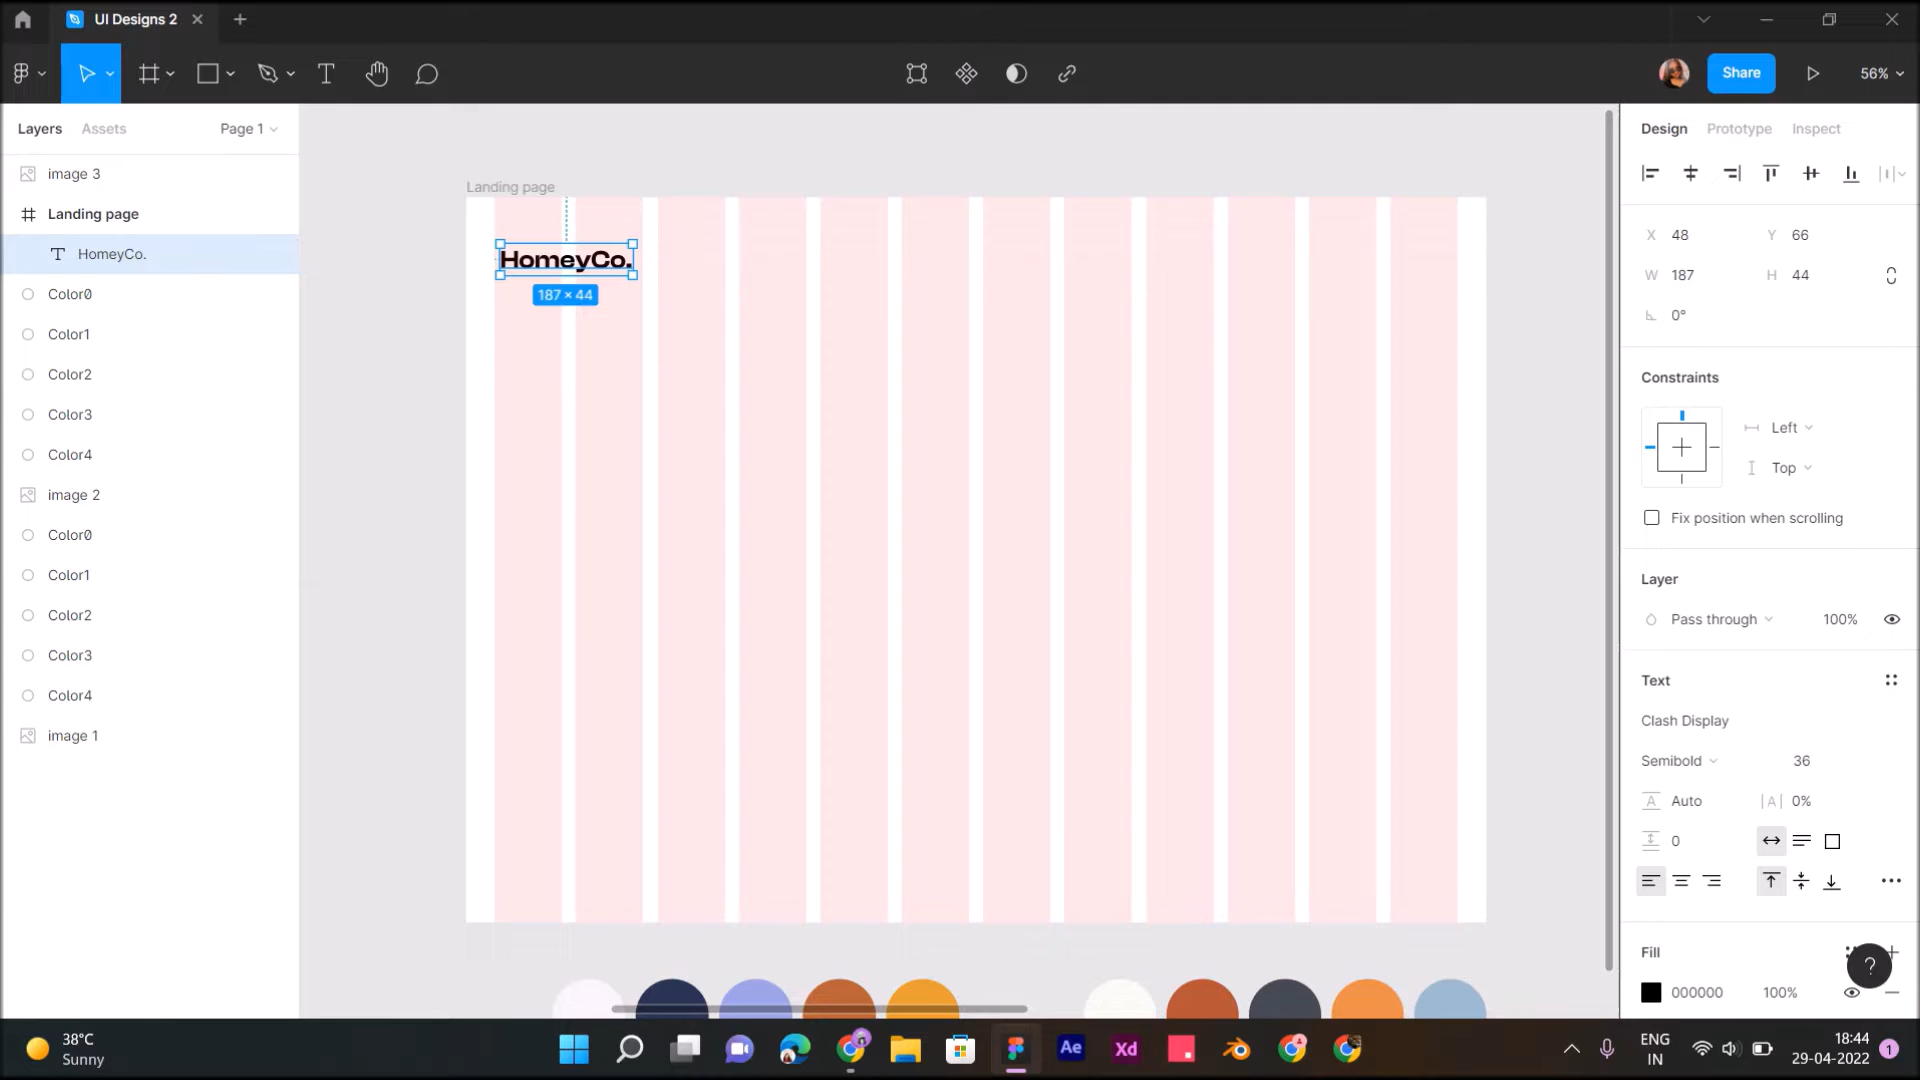 UI Designs 2
Share
56%
Layers
Assets
Page 1
image 3
Landing page
HomeyCo.
Color0
Color1
Color2
Color3
Color4
image 2
Color0
Color1
Color2
Color3
Color4
image 1
Landing page
HomeyCo.
187 × 44
Design
Prototype
Inspect
X 48
Y 66
W 187
H 44
0°
Constraints
Left
Top
Fix position when scrolling
Layer
Pass through
100%
Text
Clash Display
Semibold
36
A Auto
|A| 0%
0
Fill
?
000000
100%
38°C
Sunny
Ae
Xd
ENG
IN
18:44
29-04-2022
1